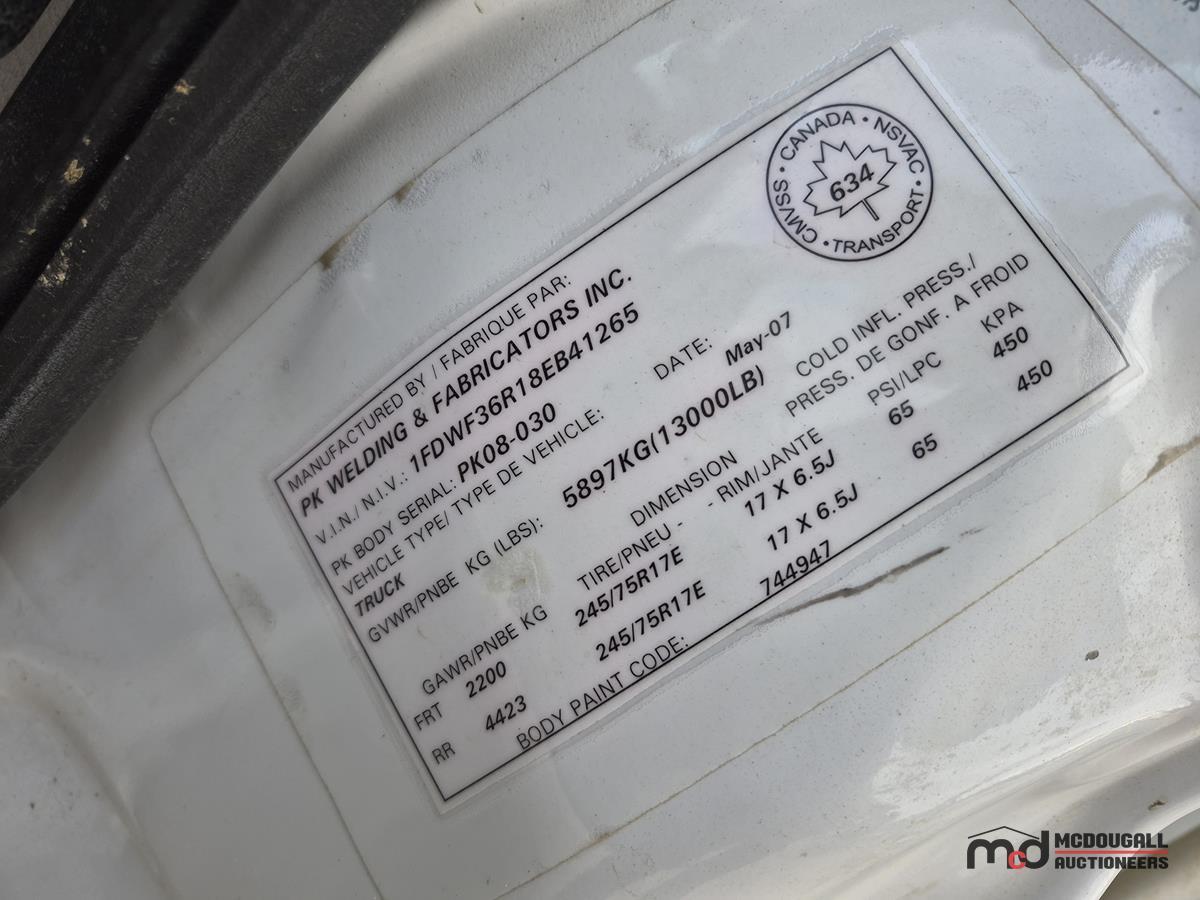 MANUFACTURED BY / FABRIQUE PAR:
PK WELDING & FABRICATORS INC.
V.I.N./ N.I.V.: 1FDWF36R18EB41265
PK BODY SERIAL: PK08-030
VEHICLE TYPE/ TYPE DE VEHICLE:
TRUCK
DATE: May-07
GVWR/PNBE KG (LBS): 5897KG(13000LB)
CMVSS • CANADA • NSVAC • TRANSPORT •
634
DIMENSION
COLD INFL. PRESS./
PRESS. DE GONF. A FROID
GAWR/PNBE KG TIRE/PNEU - - RIM/JANTE PSI/LPC KPA
FRT 2200 245/75R17E 17 X 6.5J 65 450
RR 4423 245/75R17E 17 X 6.5J 65 450
BODY PAINT CODE: 744947
mcd MCDOUGALL
AUCTIONEERS